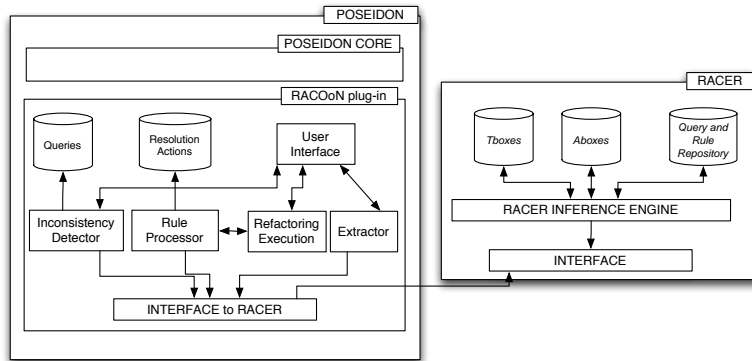 POSEIDON
POSEIDON CORE
RACOoN plug-in
Queries
Resolution
Actions
User
Interface
Inconsistency
Detector
Rule
Processor
Refactoring
Execution
Extractor
INTERFACE to RACER
RACER
Tboxes
Aboxes
Query and
Rule
Repository
RACER INFERENCE ENGINE
INTERFACE